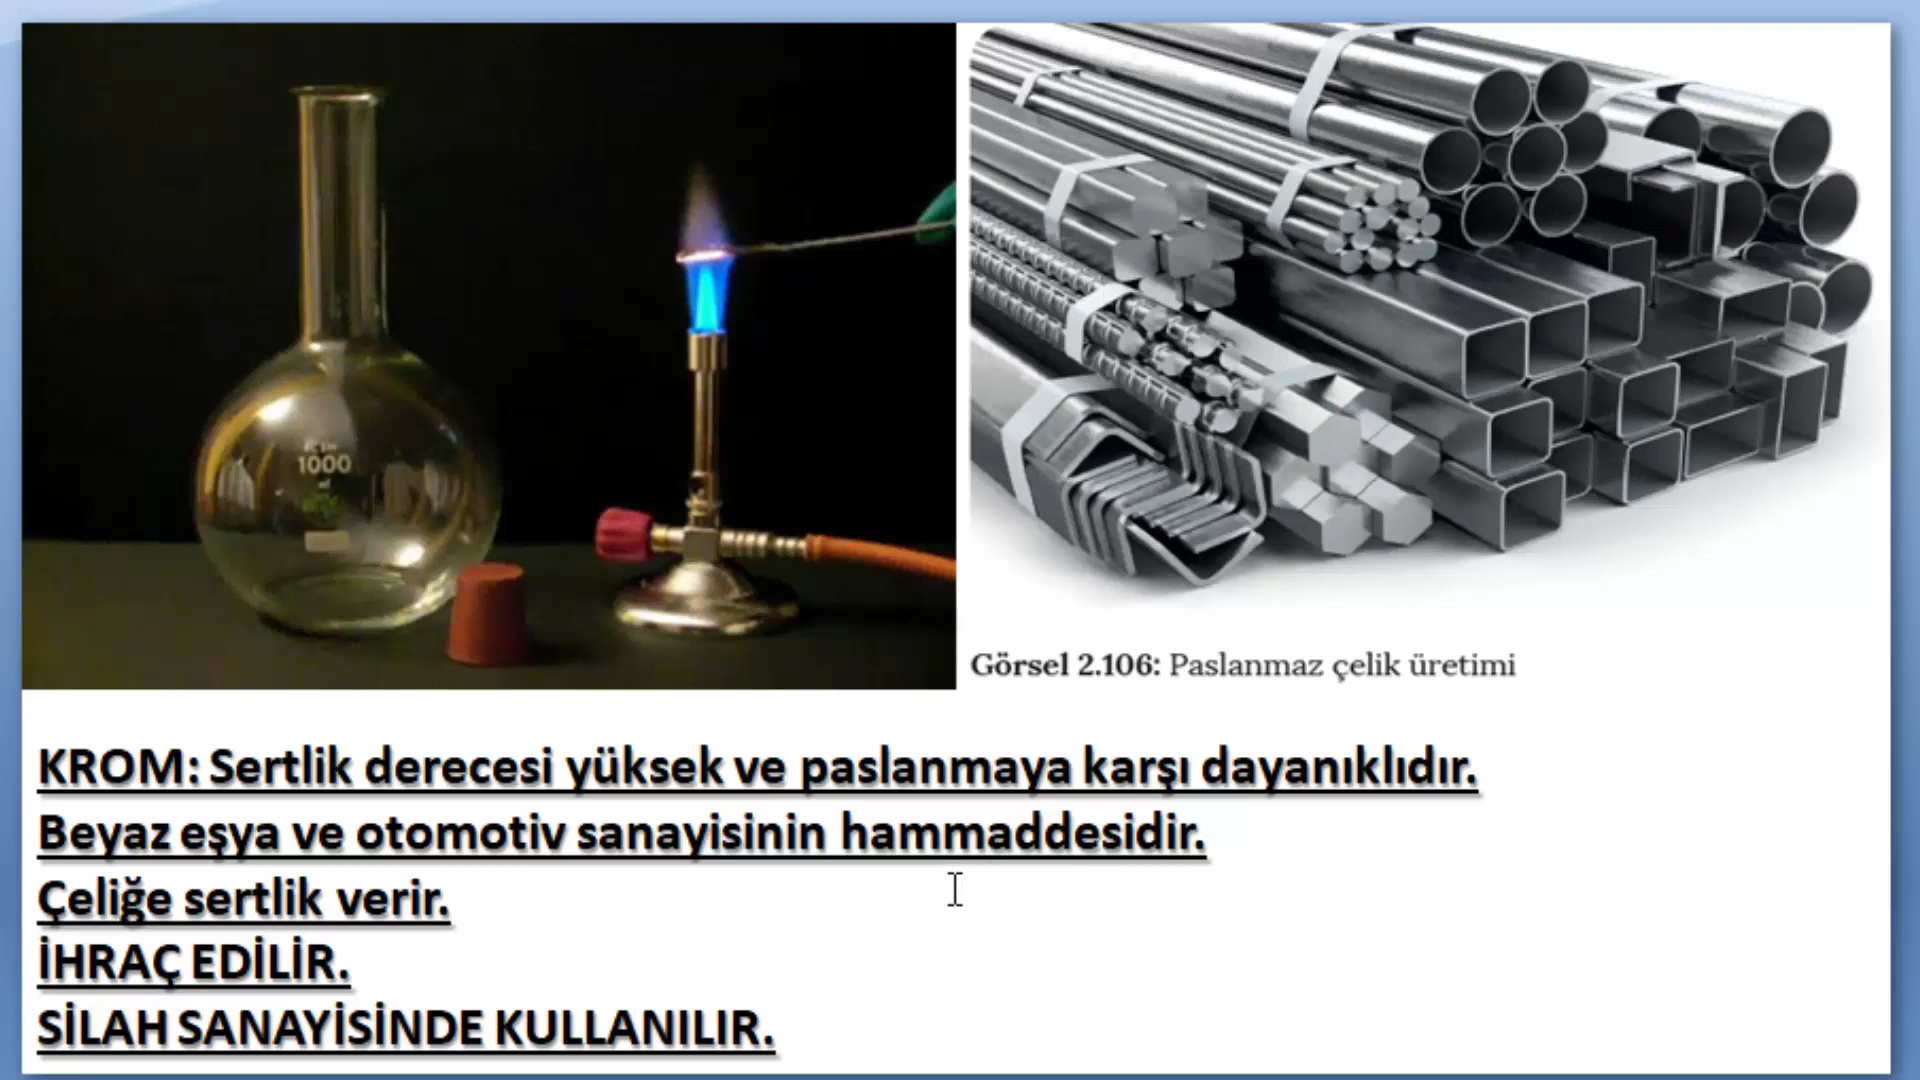 1000
Görsel 2.106: Paslanmaz çelik üretimi
KROM: Sertlik derecesi yüksek ve paslanmaya karşı dayanıklıdır.
Beyaz eşya ve otomotiv sanayisinin hammaddesidir.
Çeliğe sertlik verir.
İHRAÇ EDİLİR.
SİLAH SANAYİSİNDE KULLANILIR.